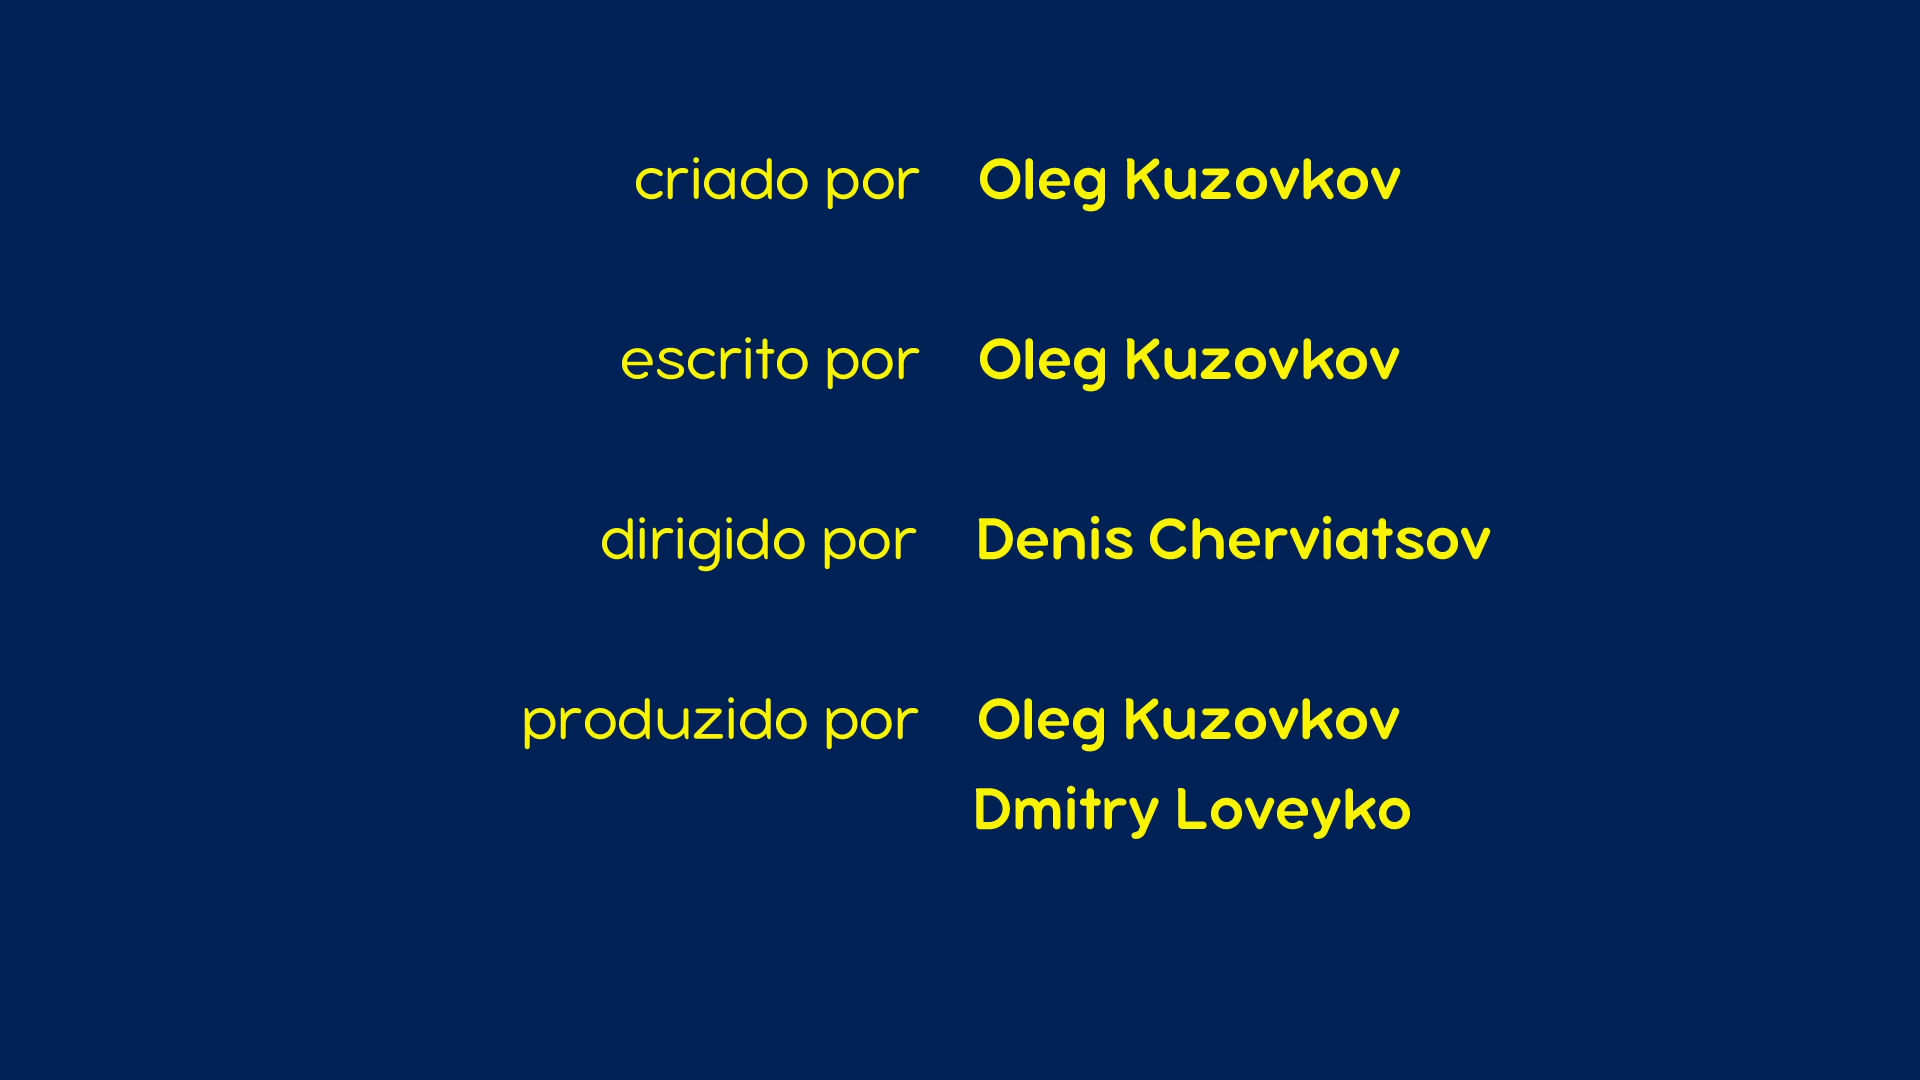 criado por Oleg Kuzovkov
escrito por Oleg Kuzovkov
dirigido por Denis Cherviatsov
produzido por Oleg Kuzovkov
Dmitry Loveyko